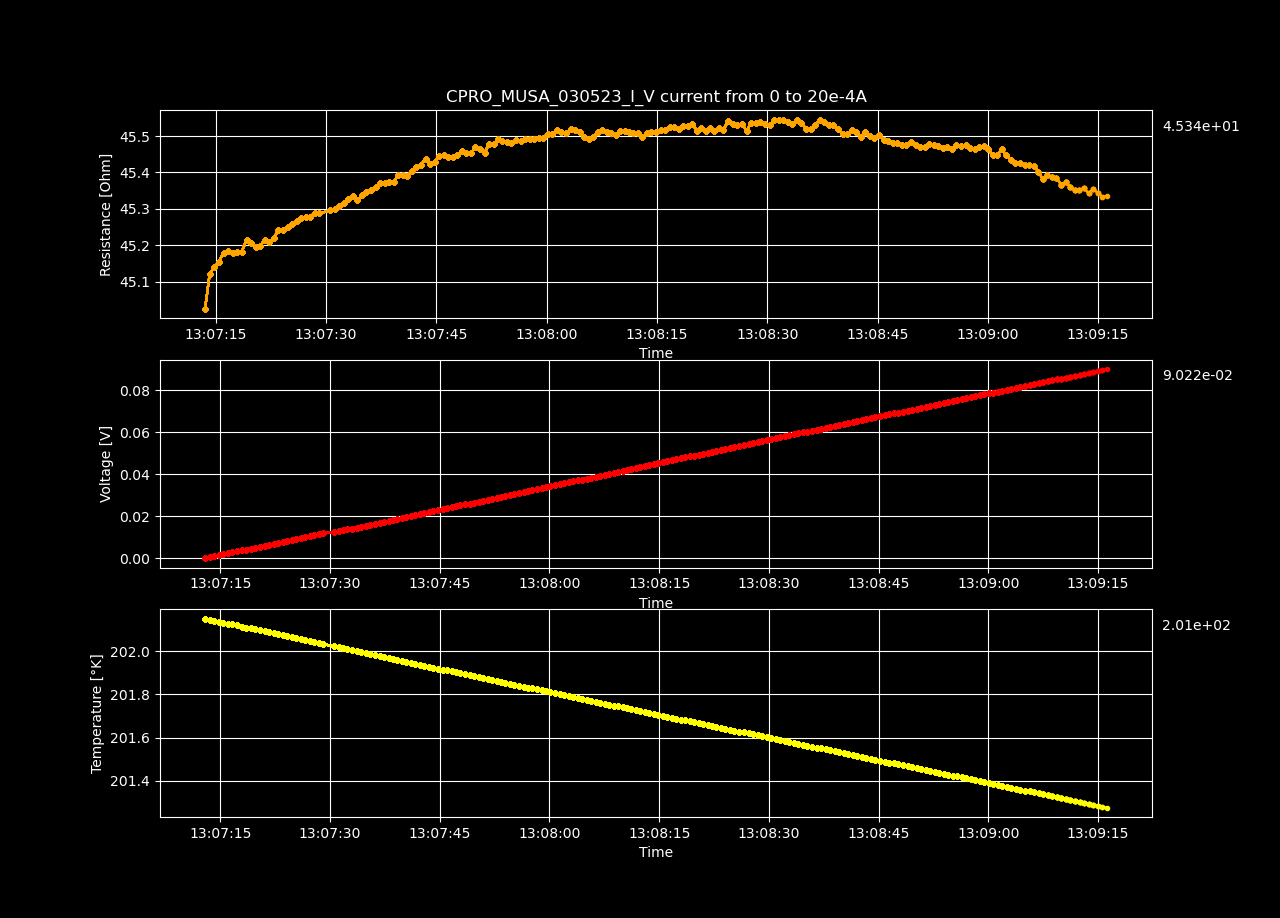 CPRO_MUSA_030523_I_V current from 0 to 20e-4A
4.534e+01
Resistance [Ohm]
45.5
45.4
45.3
45.2
45.1
13:07:15 13:07:30 13:07:45 13:08:00 13:08:15 13:08:30 13:08:45 13:09:00 13:09:15
Time
9.022e-02
Voltage [V]
0.08
0.06
0.04
0.02
0.00
13:07:15 13:07:30 13:07:45 13:08:00 13:08:15 13:08:30 13:08:45 13:09:00 13:09:15
Time
2.01e+02
Temperature [°K]
202.0
201.8
201.6
201.4
13:07:15 13:07:30 13:07:45 13:08:00 13:08:15 13:08:30 13:08:45 13:09:00 13:09:15
Time